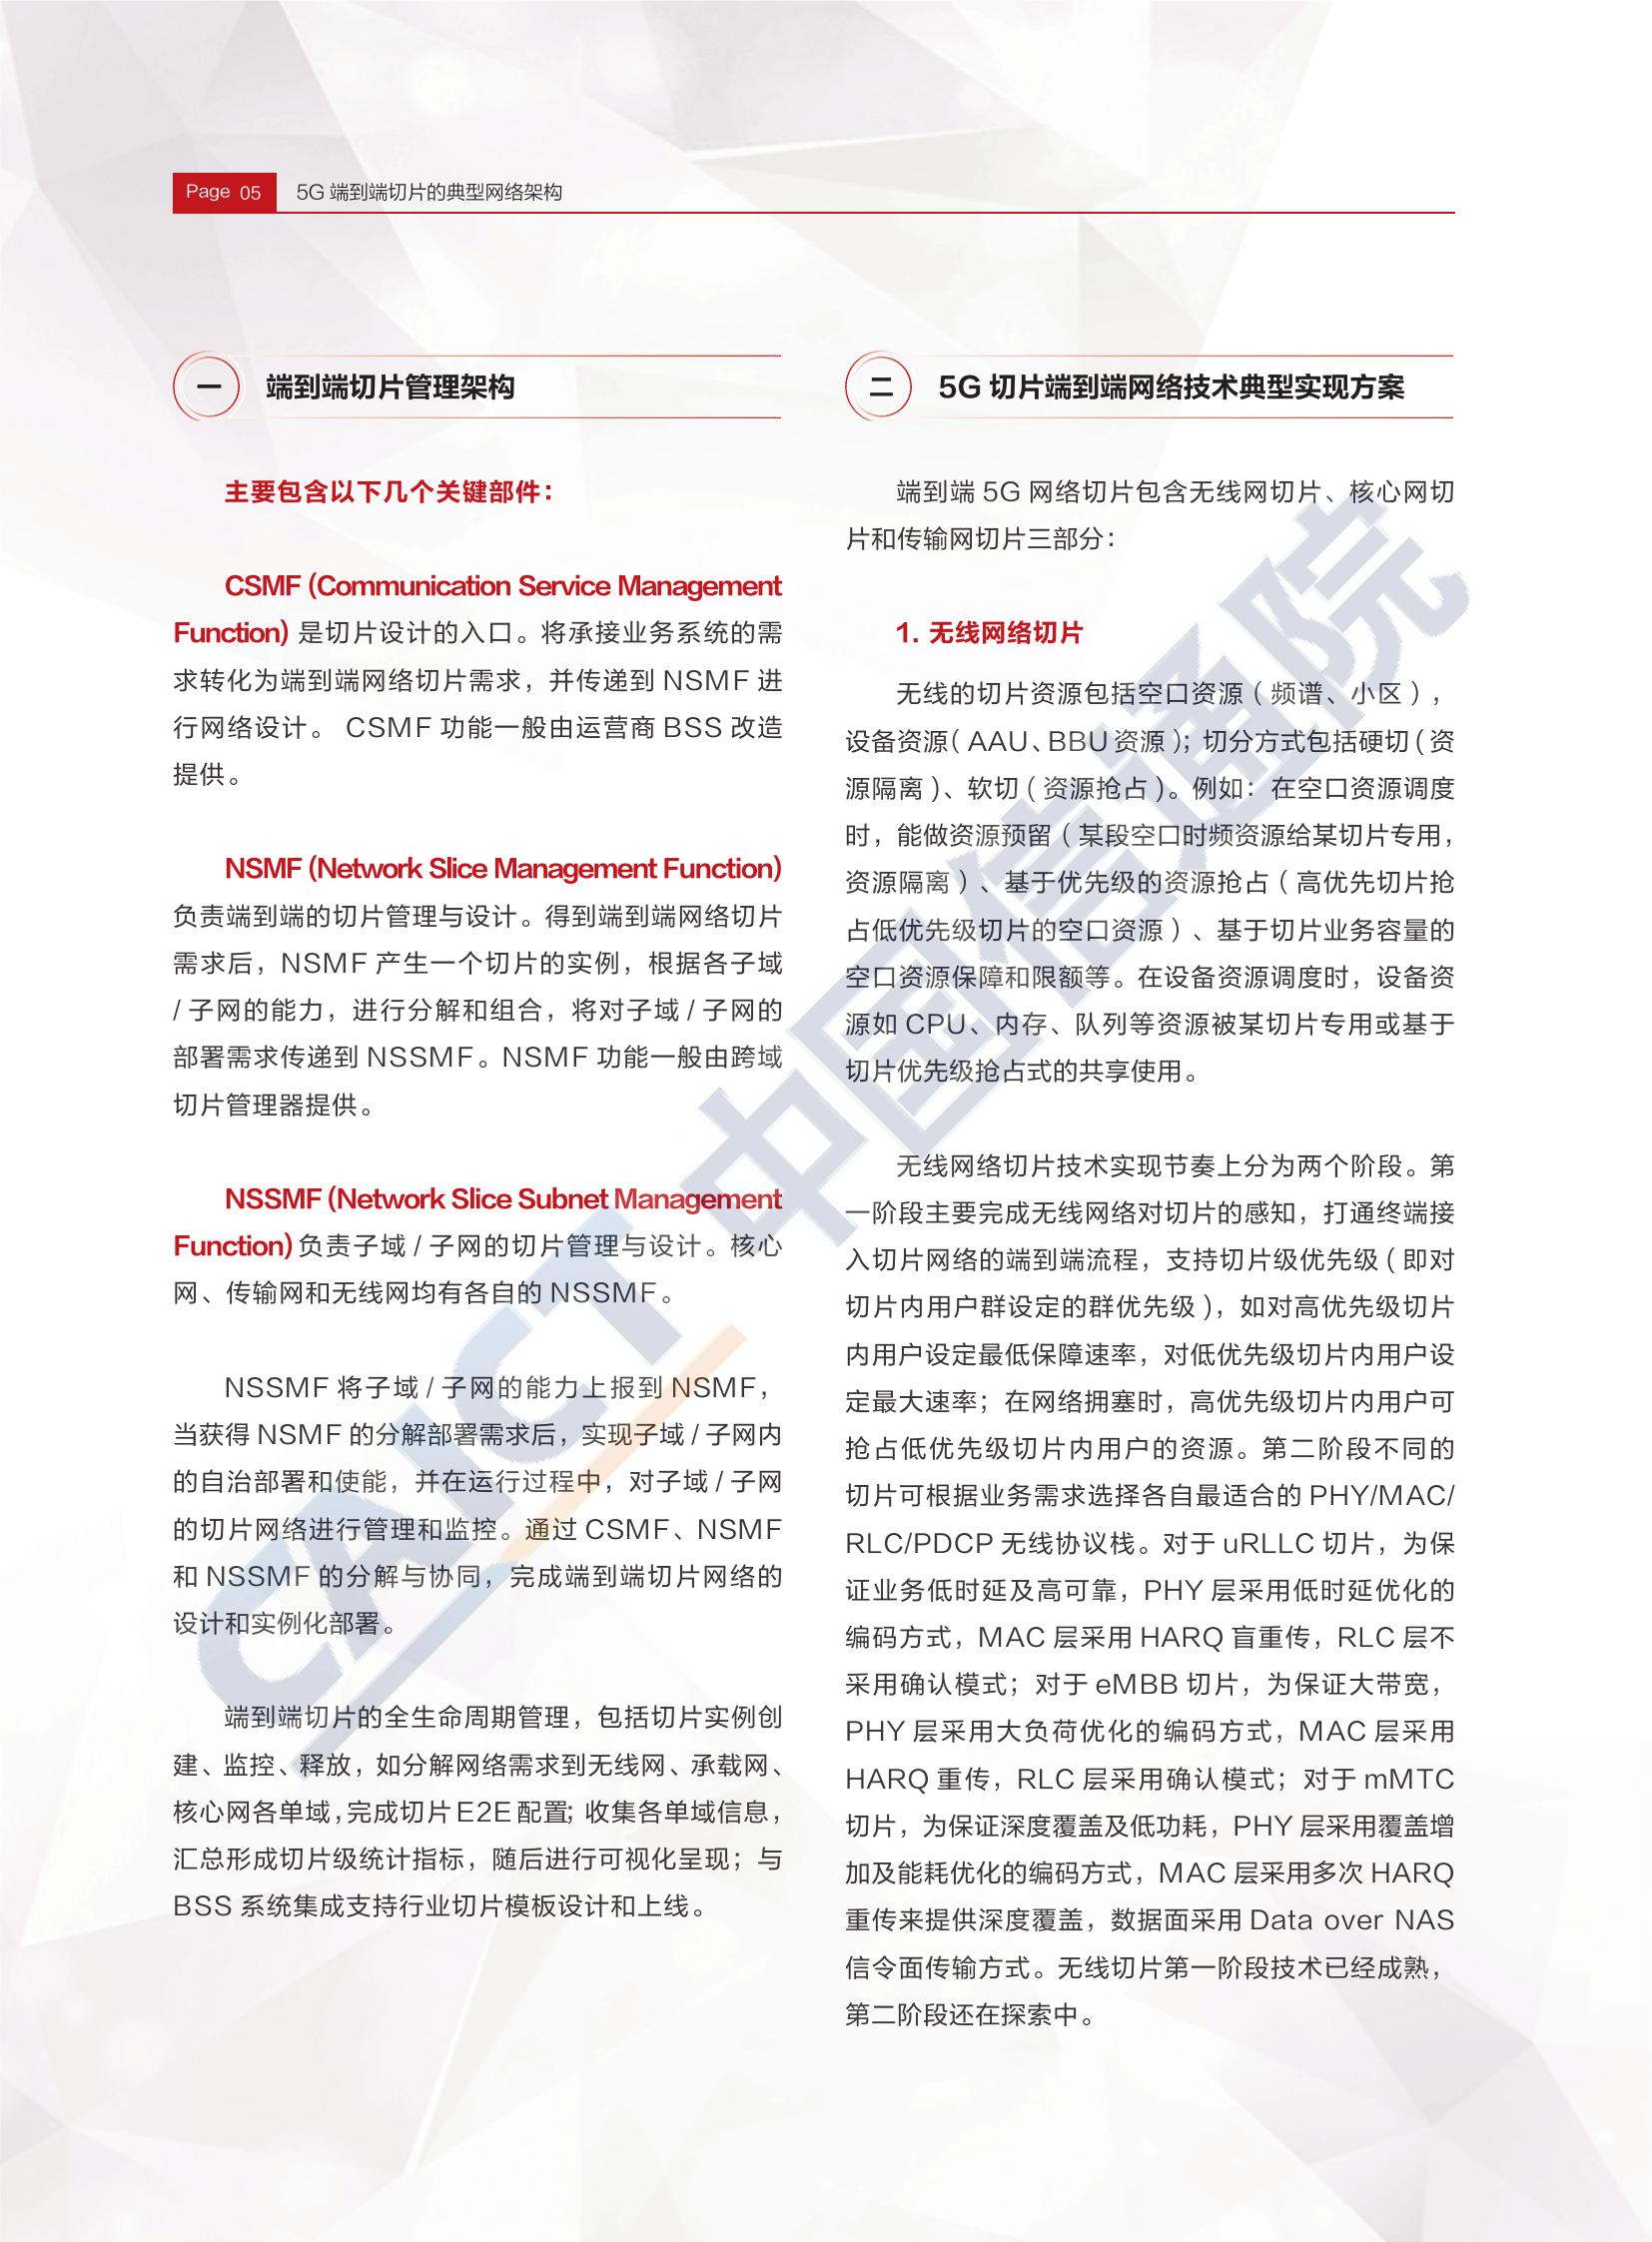 Page 05 5G 端到端切片的典型网络架构
一 端到端切片管理架构
主要包含以下几个关键部件：
CSMF (Communication Service Management
Function) 是切片设计的入口。将承接业务系统的需
求转化为端到端网络切片需求，并传递到 NSMF 进
行网络设计。 CSMF 功能一般由运营商 BSS 改造
提供。
NSMF (Network Slice Management Function)
负责端到端的切片管理与设计。得到端到端网络切片
需求后，NSMF 产生一个切片的实例，根据各子域
/ 子网的能力，进行分解和组合，将对子域 / 子网的
部署需求传递到 NSSMF。NSMF 功能一般由跨域
切片管理器提供。
NSSMF (Network Slice Subnet Management
Function) 负责子域 / 子网的切片管理与设计。核心
网、传输网和无线网均有各自的 NSSMF。
NSSMF 将子域 / 子网的能力上报到 NSMF，
当获得 NSMF 的分解部署需求后，实现子域 / 子网内
的自治部署和使能，并在运行过程中，对子域 / 子网
的切片网络进行管理和监控。通过 CSMF、NSMF
和 NSSMF 的分解与协同，完成端到端切片网络的
设计和实例化部署。
端到端切片的全生命周期管理，包括切片实例创
建、监控、释放，如分解网络需求到无线网、承载网、
核心网各单域，完成切片 E2E 配置；收集各单域信息，
汇总形成切片级统计指标，随后进行可视化呈现；与
BSS 系统集成支持行业切片模板设计和上线。
二 5G 切片端到端网络技术典型实现方案
端到端 5G 网络切片包含无线网切片、核心网切
片和传输网切片三部分：
1. 无线网络切片
无线的切片资源包括空口资源（频谱、小区），
设备资源（AAU、BBU 资源）；切分方式包括硬切（资
源隔离）、软切（资源抢占）。例如：在空口资源调度
时，能做资源预留（某段空口时频资源给某切片专用，
资源隔离）、基于优先级的资源抢占（高优先切片抢
占低优先级切片的空口资源）、基于切片业务容量的
空口资源保障和限额等。在设备资源调度时，设备资
源如 CPU、内存、队列等资源被某切片专用或基于
切片优先级抢占式的共享使用。
无线网络切片技术实现节奏上分为两个阶段。第
一阶段主要完成无线网络对切片的感知，打通终端接
入切片网络的端到端流程，支持切片级优先级（即对
切片内用户群设定的群优先级），如对高优先级切片
内用户设定最低保障速率，对低优先级切片内用户设
定最大速率；在网络拥塞时，高优先级切片内用户可
抢占低优先级切片内用户的资源。第二阶段不同的
切片可根据业务需求选择各自最适合的 PHY/MAC/
RLC/PDCP 无线协议栈。对于 uRLLC 切片，为保
证业务低时延及高可靠，PHY 层采用低时延优化的
编码方式，MAC 层采用 HARQ 盲重传，RLC 层不
采用确认模式；对于 eMBB 切片，为保证大带宽，
PHY 层采用大负荷优化的编码方式，MAC 层采用
HARQ 重传，RLC 层采用确认模式；对于 mMTC
切片，为保证深度覆盖及低功耗，PHY 层采用覆盖增
加及能耗优化的编码方式，MAC 层采用多次 HARQ
重传来提供深度覆盖，数据面采用 Data over NAS
信令面传输方式。无线切片第一阶段技术已经成熟，
第二阶段还在探索中。
CAICT 中国信通院